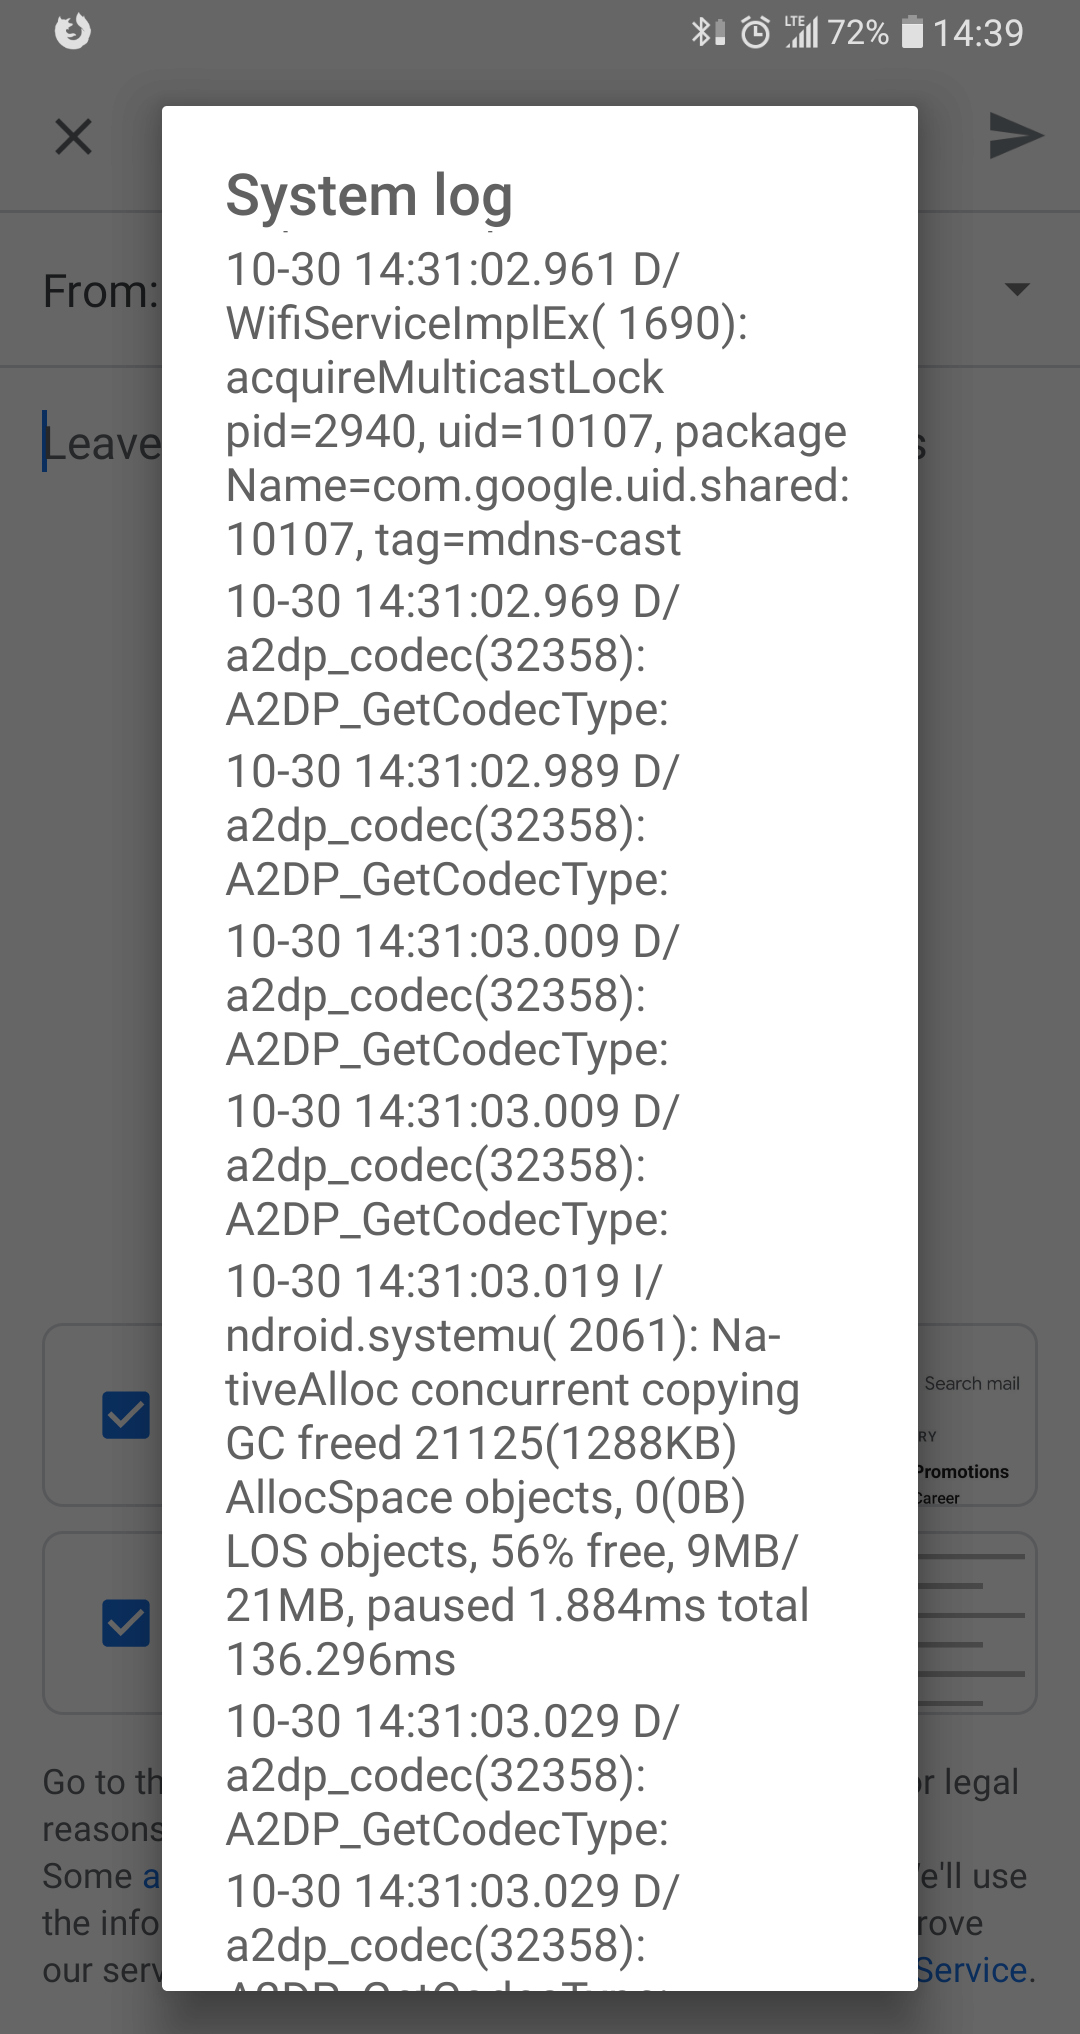 LTE 72% 14:39
System log
10-30 14:31:02.961 D/
WifiServiceImplEx( 1690):
acquireMulticastLock
pid=2940, uid=10107, package
Name=com.google.uid.shared:
10107, tag=mdns-cast
10-30 14:31:02.969 D/
a2dp_codec(32358):
A2DP_GetCodecType:
10-30 14:31:02.989 D/
a2dp_codec(32358):
A2DP_GetCodecType:
10-30 14:31:03.009 D/
a2dp_codec(32358):
A2DP_GetCodecType:
10-30 14:31:03.009 D/
a2dp_codec(32358):
A2DP_GetCodecType:
10-30 14:31:03.019 I/
ndroid.systemu( 2061): Na-
tiveAlloc concurrent copying
GC freed 21125(1288KB)
AllocSpace objects, 0(0B)
LOS objects, 56% free, 9MB/
21MB, paused 1.884ms total
136.296ms
10-30 14:31:03.029 D/
a2dp_codec(32358):
A2DP_GetCodecType:
10-30 14:31:03.029 D/
a2dp_codec(32358):
From:
Leave
Search mail
RY
Promotions
Career
Go to th
r legal
reasons
Some a
e'll use
the info
rove
our serv
Service.